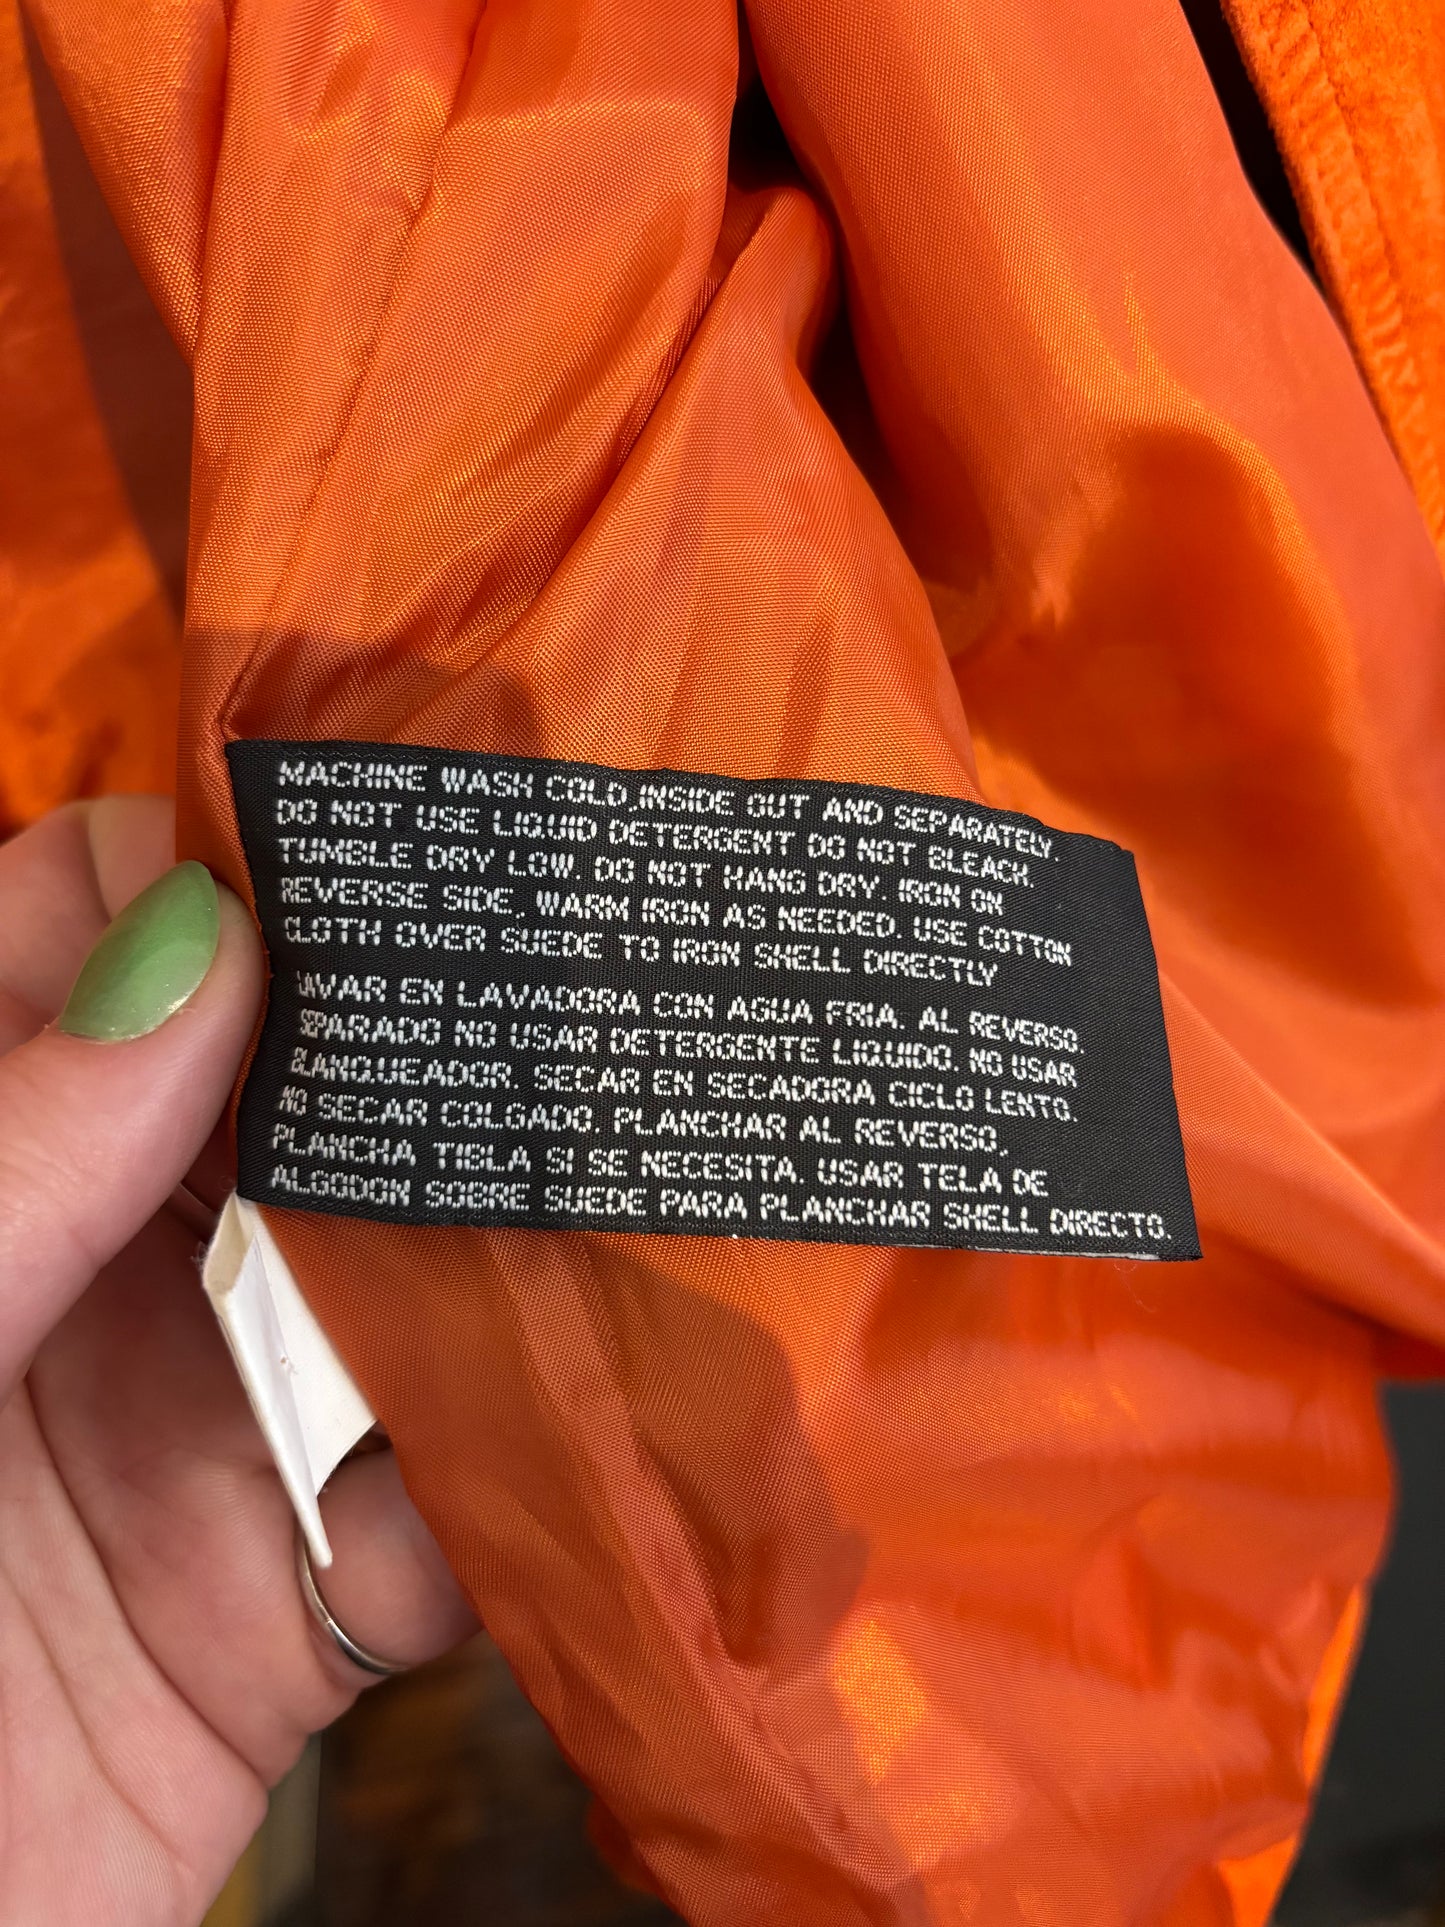 MACHINE WASH COLD,INSIDE OUT AND SEPARATELY.
DO NOT USE LIQUID DETERGENT DO NOT BLEACH.
TUMBLE DRY LOW. DO NOT HANG DRY. IRON ON
REVERSE SIDE, WARM IRON AS NEEDED. USE COTTON
CLOTH OVER SUEDE TO IRON SHELL DIRECTLY
LAVAR EN LAVADORA CON AGUA FRIA. AL REVERSO.
SEPARADO NO USAR DETERGENTE LIQUIDO. NO USAR
BLANQUEADOR. SECAR EN SECADORA CICLO LENTO.
NO SECAR COLGADO. PLANCHAR AL REVERSO,
PLANCHA TIBLA SI SE NECESITA. USAR TELA DE
ALGODON SOBRE SUEDE PARA PLANCHAR SHELL DIRECTO.